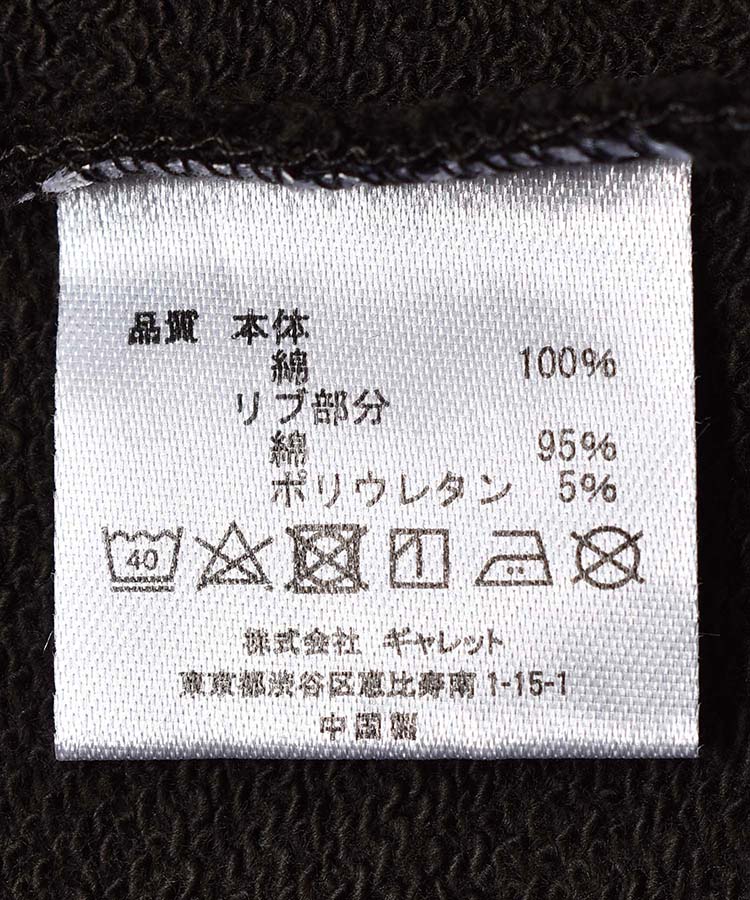 品質 本体
綿 100%
リブ部分
綿 95%
ポリウレタン 5%
40
株式会社 ギャレット
東京都渋谷区恵比寿南1-15-1
中国製